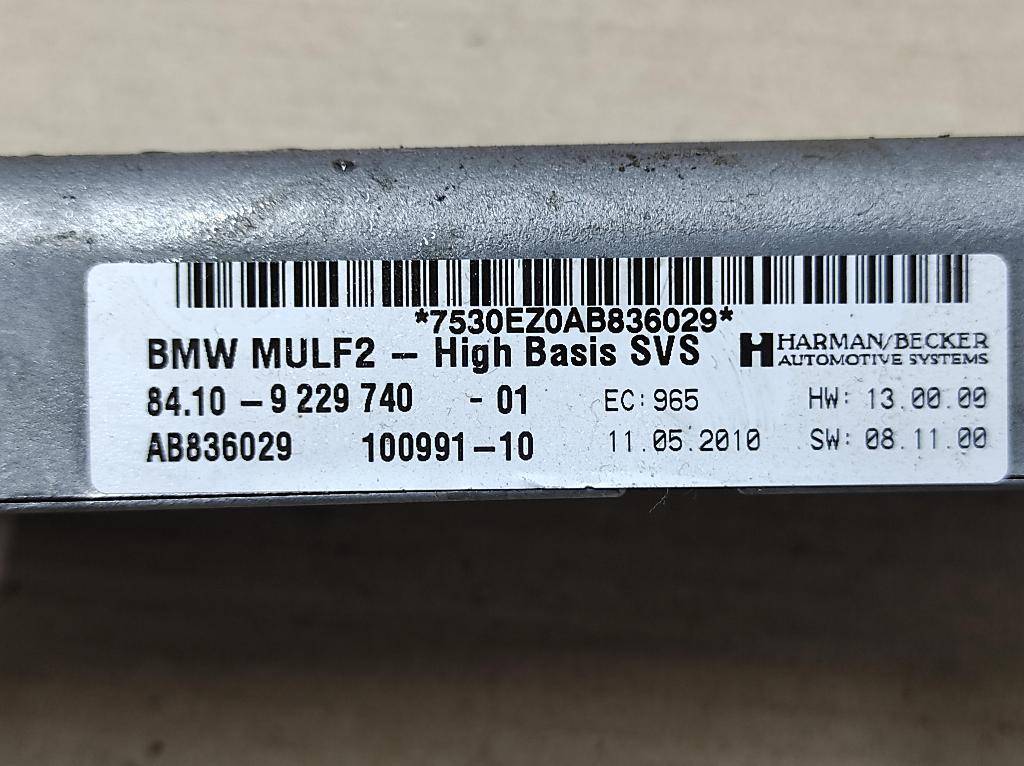 *7530EZ0AB836029*
BMW MULF2 – High Basis SVS
HARMAN/BECKER
AUTOMOTIVE SYSTEMS
84.10 – 9 229 740 - 01 EC: 965 HW: 13.00.00
AB836029 100991–10 11.05.2010 SW: 08.11.00